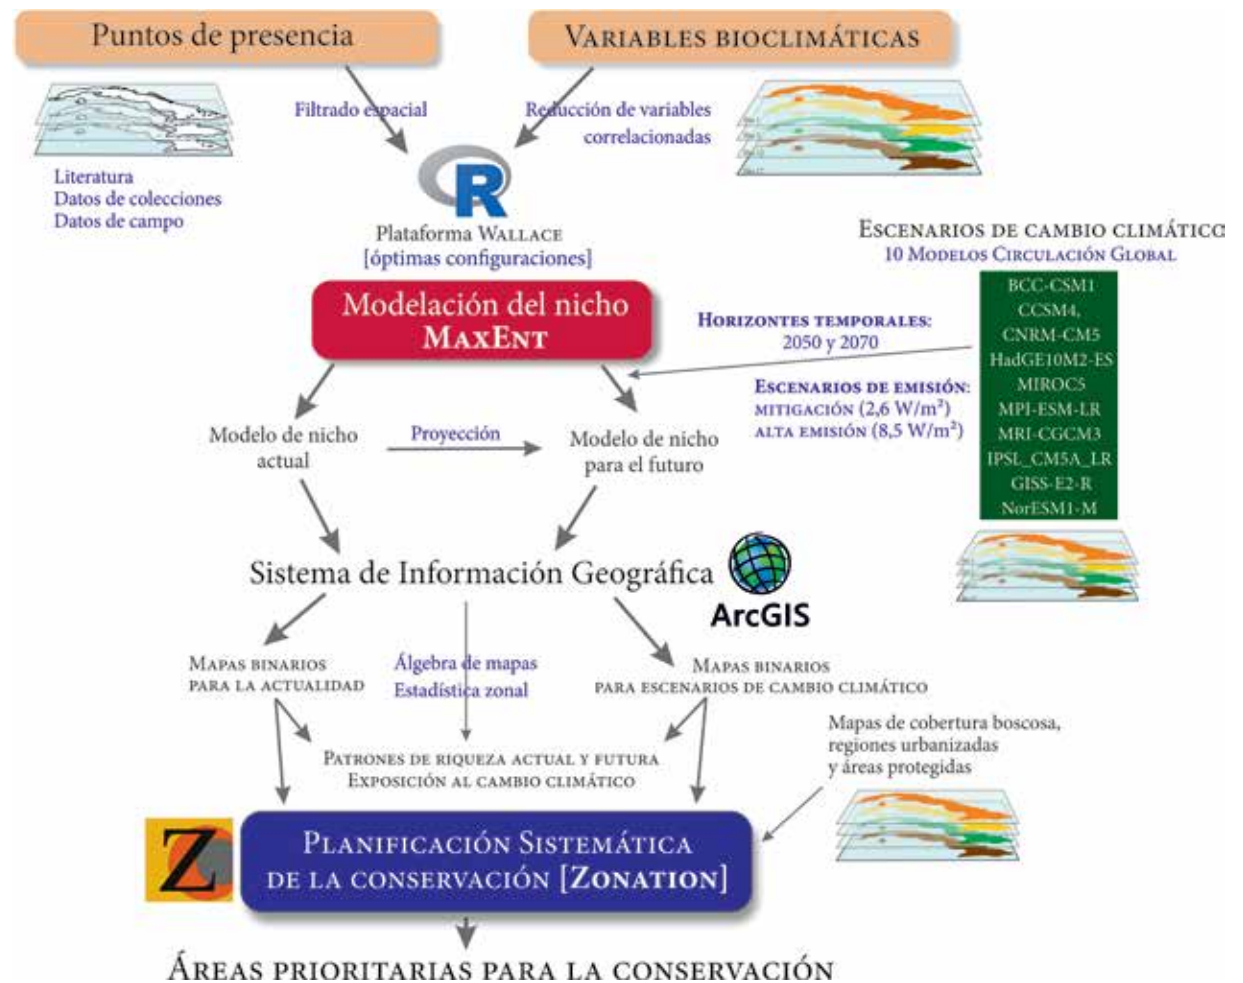 Puntos de presencia
VARIABLES BIOCLIMÁTICAS
Filtrado espacial
Reducción de variables
correlacionadas
Literatura
Datos de colecciones
Datos de campo
R
Plataforma WALLACE
[óptimas configuraciones]
Modelación del nicho
MAXENT
ESCENARIOS DE CAMBIO CLIMÁTICO
10 MODELOS CIRCULACIÓN GLOBAL
BCC-CSM1
CCSM4,
CNRM-CM5
HadGE10M2-ES
MIROC5
MPI-ESM-LR
MRI-CGCM3
IPSL_CM5A_LR
GISS-E2-R
NorESM1-M
HORIZONTES TEMPORALES:
2050 y 2070
ESCENARIOS DE EMISIÓN:
MITIGACIÓN (2,6 W/m²)
ALTA EMISIÓN (8,5 W/m²)
Modelo de nicho
actual
Proyección
Modelo de nicho
para el futuro
Sistema de Información Geográfica
ArcGIS
MAPAS BINARIOS
PARA LA ACTUALIDAD
Álgebra de mapas
Estadística zonal
MAPAS BINARIOS
PARA ESCENARIOS DE CAMBIO CLIMÁTICO
PATRONES DE RIQUEZA ACTUAL Y FUTURA
EXPOSICIÓN AL CAMBIO CLIMÁTICO
Mapas de cobertura boscosa,
regiones urbanizadas
y áreas protegidas
Z
PLANIFICACIÓN SISTEMÁTICA
DE LA CONSERVACIÓN [ZONATION]
ÁREAS PRIORITARIAS PARA LA CONSERVACIÓN